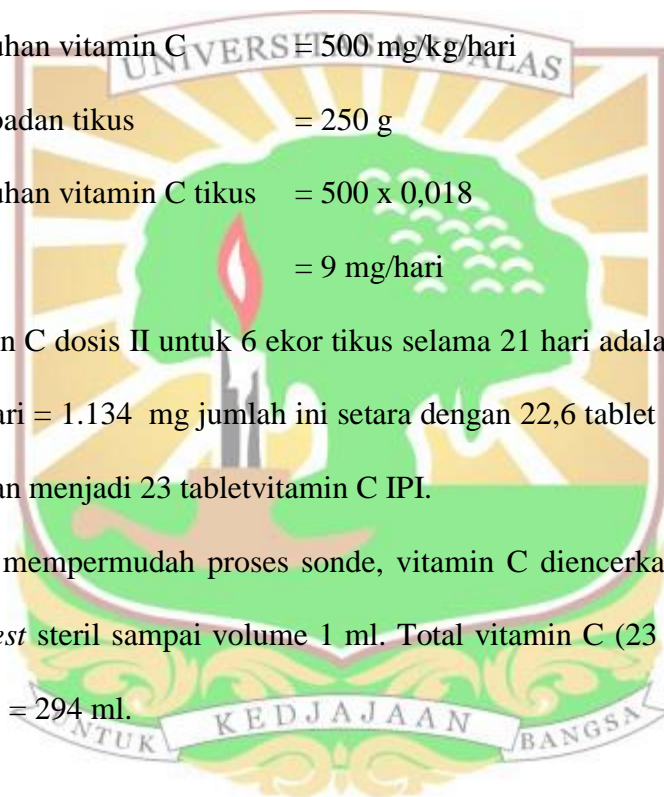 uhan vitamin C = 500 mg/kg/hari
UNIVERSITAS ANDALAS
badan tikus = 250 g
uhan vitamin C tikus = 500 x 0,018
= 9 mg/hari
n C dosis II untuk 6 ekor tikus selama 21 hari adala
ari = 1.134 mg jumlah ini setara dengan 22,6 tablet
an menjadi 23 tabletvitamin C IPI.
mempermudah proses sonde, vitamin C diencerka
est steril sampai volume 1 ml. Total vitamin C (23
= 294 ml.
UNTUK KEDJAJAAN BANGSA